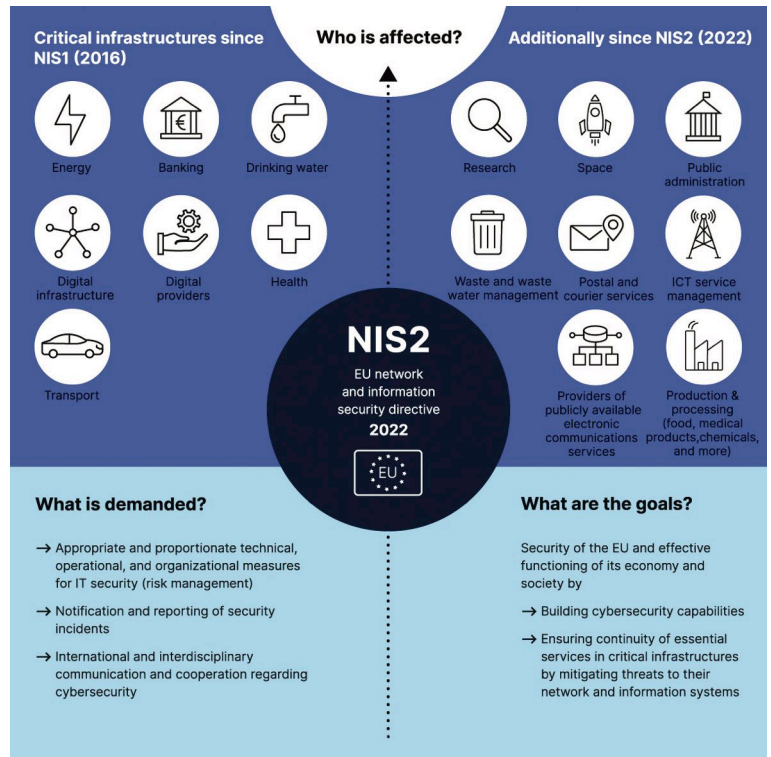 Critical infrastructures since
NIS1 (2016)
Energy
Banking
Drinking water
Digital
infrastructure
Digital
providers
Health
Transport
Who is affected?
Additionally since NIS2 (2022)
Research
Space
Public
administration
Waste and waste
water management
Postal and
courier services
ICT service
management
Providers of
publicly available
electronic
communications
services
Production &
processing
(food, medical
products,chemicals,
and more)
NIS2
EU network
and information
security directive
2022
EU
What is demanded?
→ Appropriate and proportionate technical,
operational, and organizational measures
for IT security (risk management)
→ Notification and reporting of security
incidents
→ International and interdisciplinary
communication and cooperation regarding
cybersecurity
What are the goals?
Security of the EU and effective
functioning of its economy and
society by
→ Building cybersecurity capabilities
→ Ensuring continuity of essential
services in critical infrastructures
by mitigating threats to their
network and information systems